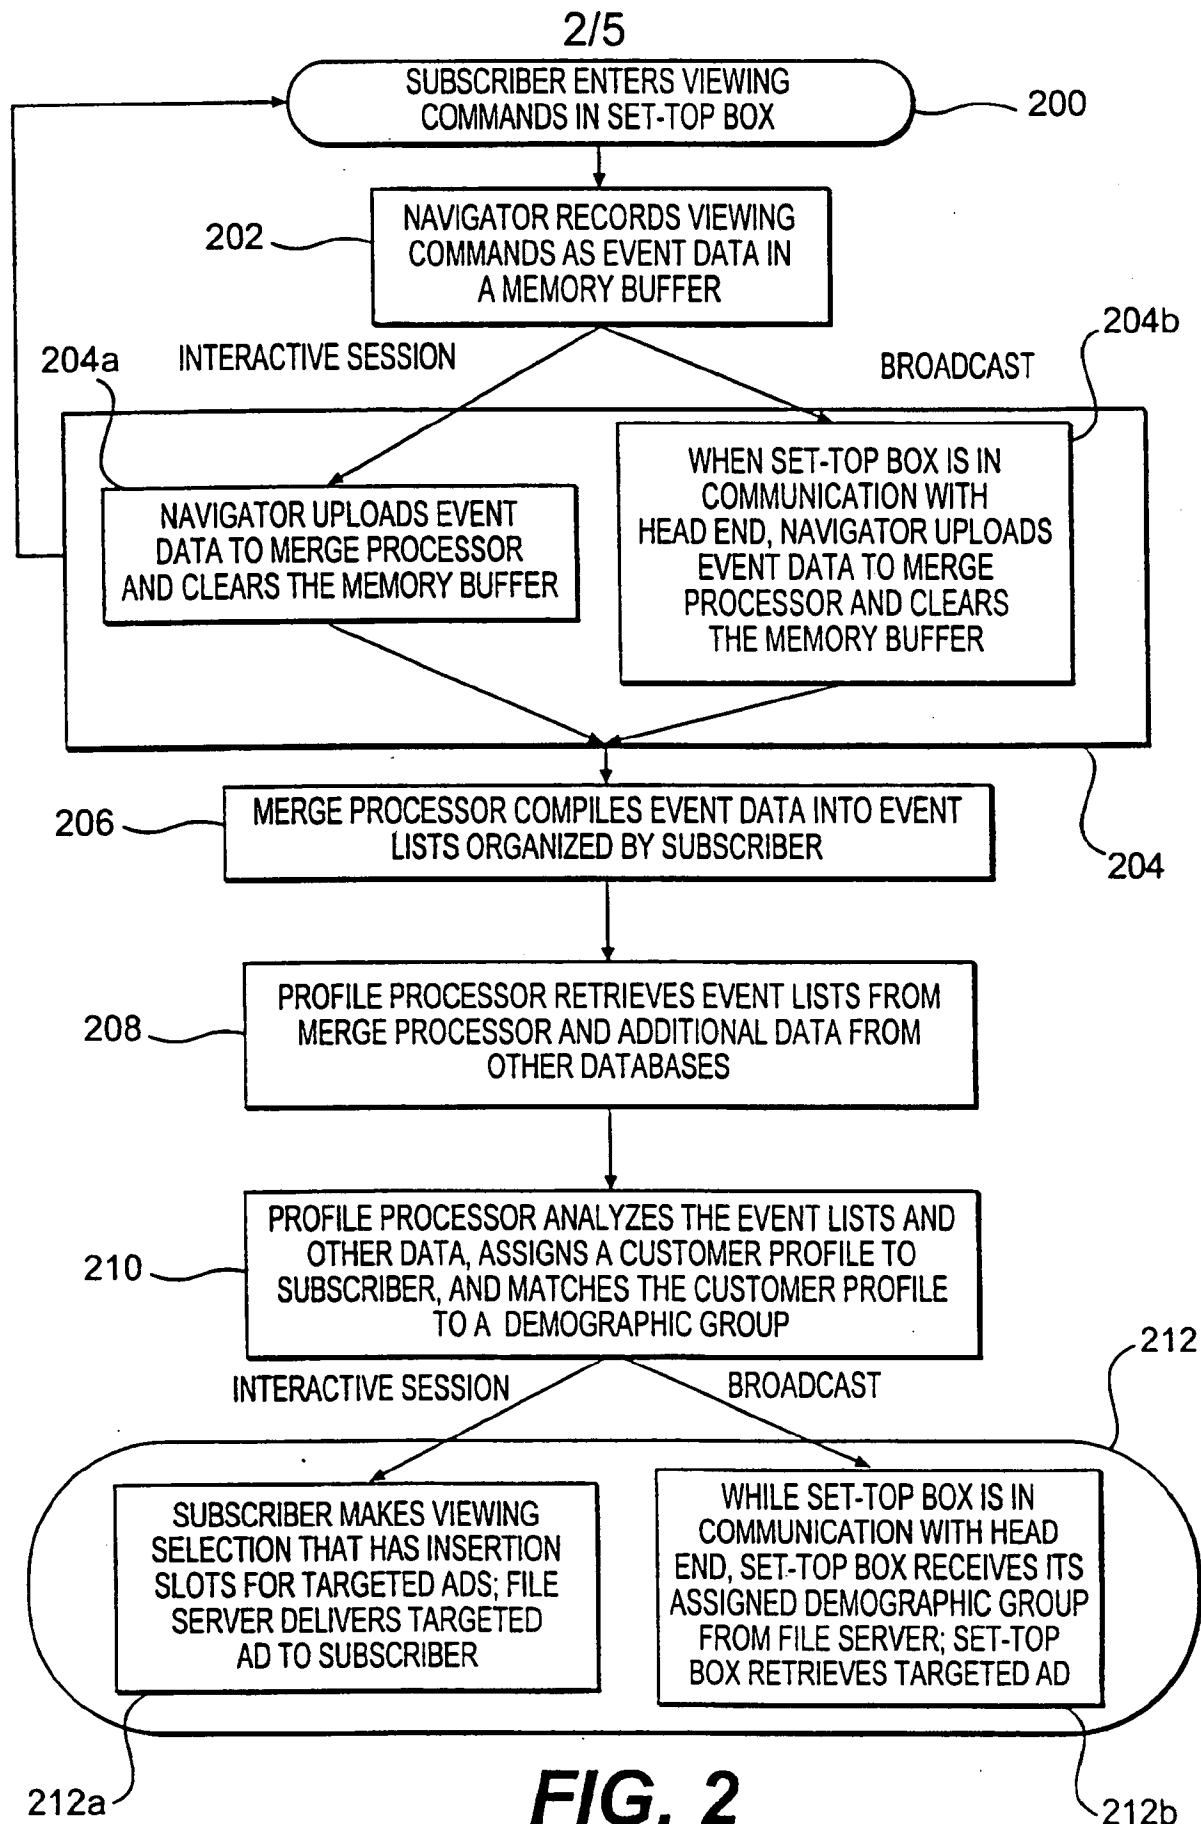 2/5
SUBSCRIBER ENTERS VIEWING
COMMANDS IN SET-TOP BOX
200
NAVIGATOR RECORDS VIEWING
COMMANDS AS EVENT DATA IN
A MEMORY BUFFER
202
INTERACTIVE SESSION
BROADCAST
204a
204b
NAVIGATOR UPLOADS EVENT
DATA TO MERGE PROCESSOR
AND CLEARS THE MEMORY BUFFER
WHEN SET-TOP BOX IS IN
COMMUNICATION WITH
HEAD END, NAVIGATOR UPLOADS
EVENT DATA TO MERGE
PROCESSOR AND CLEARS
THE MEMORY BUFFER
204
206
MERGE PROCESSOR COMPILES EVENT DATA INTO EVENT
LISTS ORGANIZED BY SUBSCRIBER
208
PROFILE PROCESSOR RETRIEVES EVENT LISTS FROM
MERGE PROCESSOR AND ADDITIONAL DATA FROM
OTHER DATABASES
210
PROFILE PROCESSOR ANALYZES THE EVENT LISTS AND
OTHER DATA, ASSIGNS A CUSTOMER PROFILE TO
SUBSCRIBER, AND MATCHES THE CUSTOMER PROFILE
TO A DEMOGRAPHIC GROUP
INTERACTIVE SESSION
BROADCAST
212
SUBSCRIBER MAKES VIEWING
SELECTION THAT HAS INSERTION
SLOTS FOR TARGETED ADS; FILE
SERVER DELIVERS TARGETED
AD TO SUBSCRIBER
WHILE SET-TOP BOX IS IN
COMMUNICATION WITH HEAD
END, SET-TOP BOX RECEIVES ITS
ASSIGNED DEMOGRAPHIC GROUP
FROM FILE SERVER; SET-TOP
BOX RETRIEVES TARGETED AD
212a
212b
FIG. 2